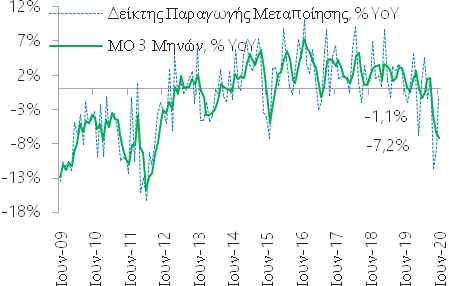 12%
7%
2%
-3%
-8%
-13%
-18%
Δείκτης Παραγωγής Μεταποίησης, % YoY
ΜΟ 3 Μηνών, % YoY
-1,1%
-7,2%
Ιουν-09
Ιουν-10
Ιουν-11
Ιουν-12
Ιουν-13
Ιουν-14
Ιουν-15
Ιουν-16
Ιουν-17
Ιουν-18
Ιουν-19
Ιουν-20